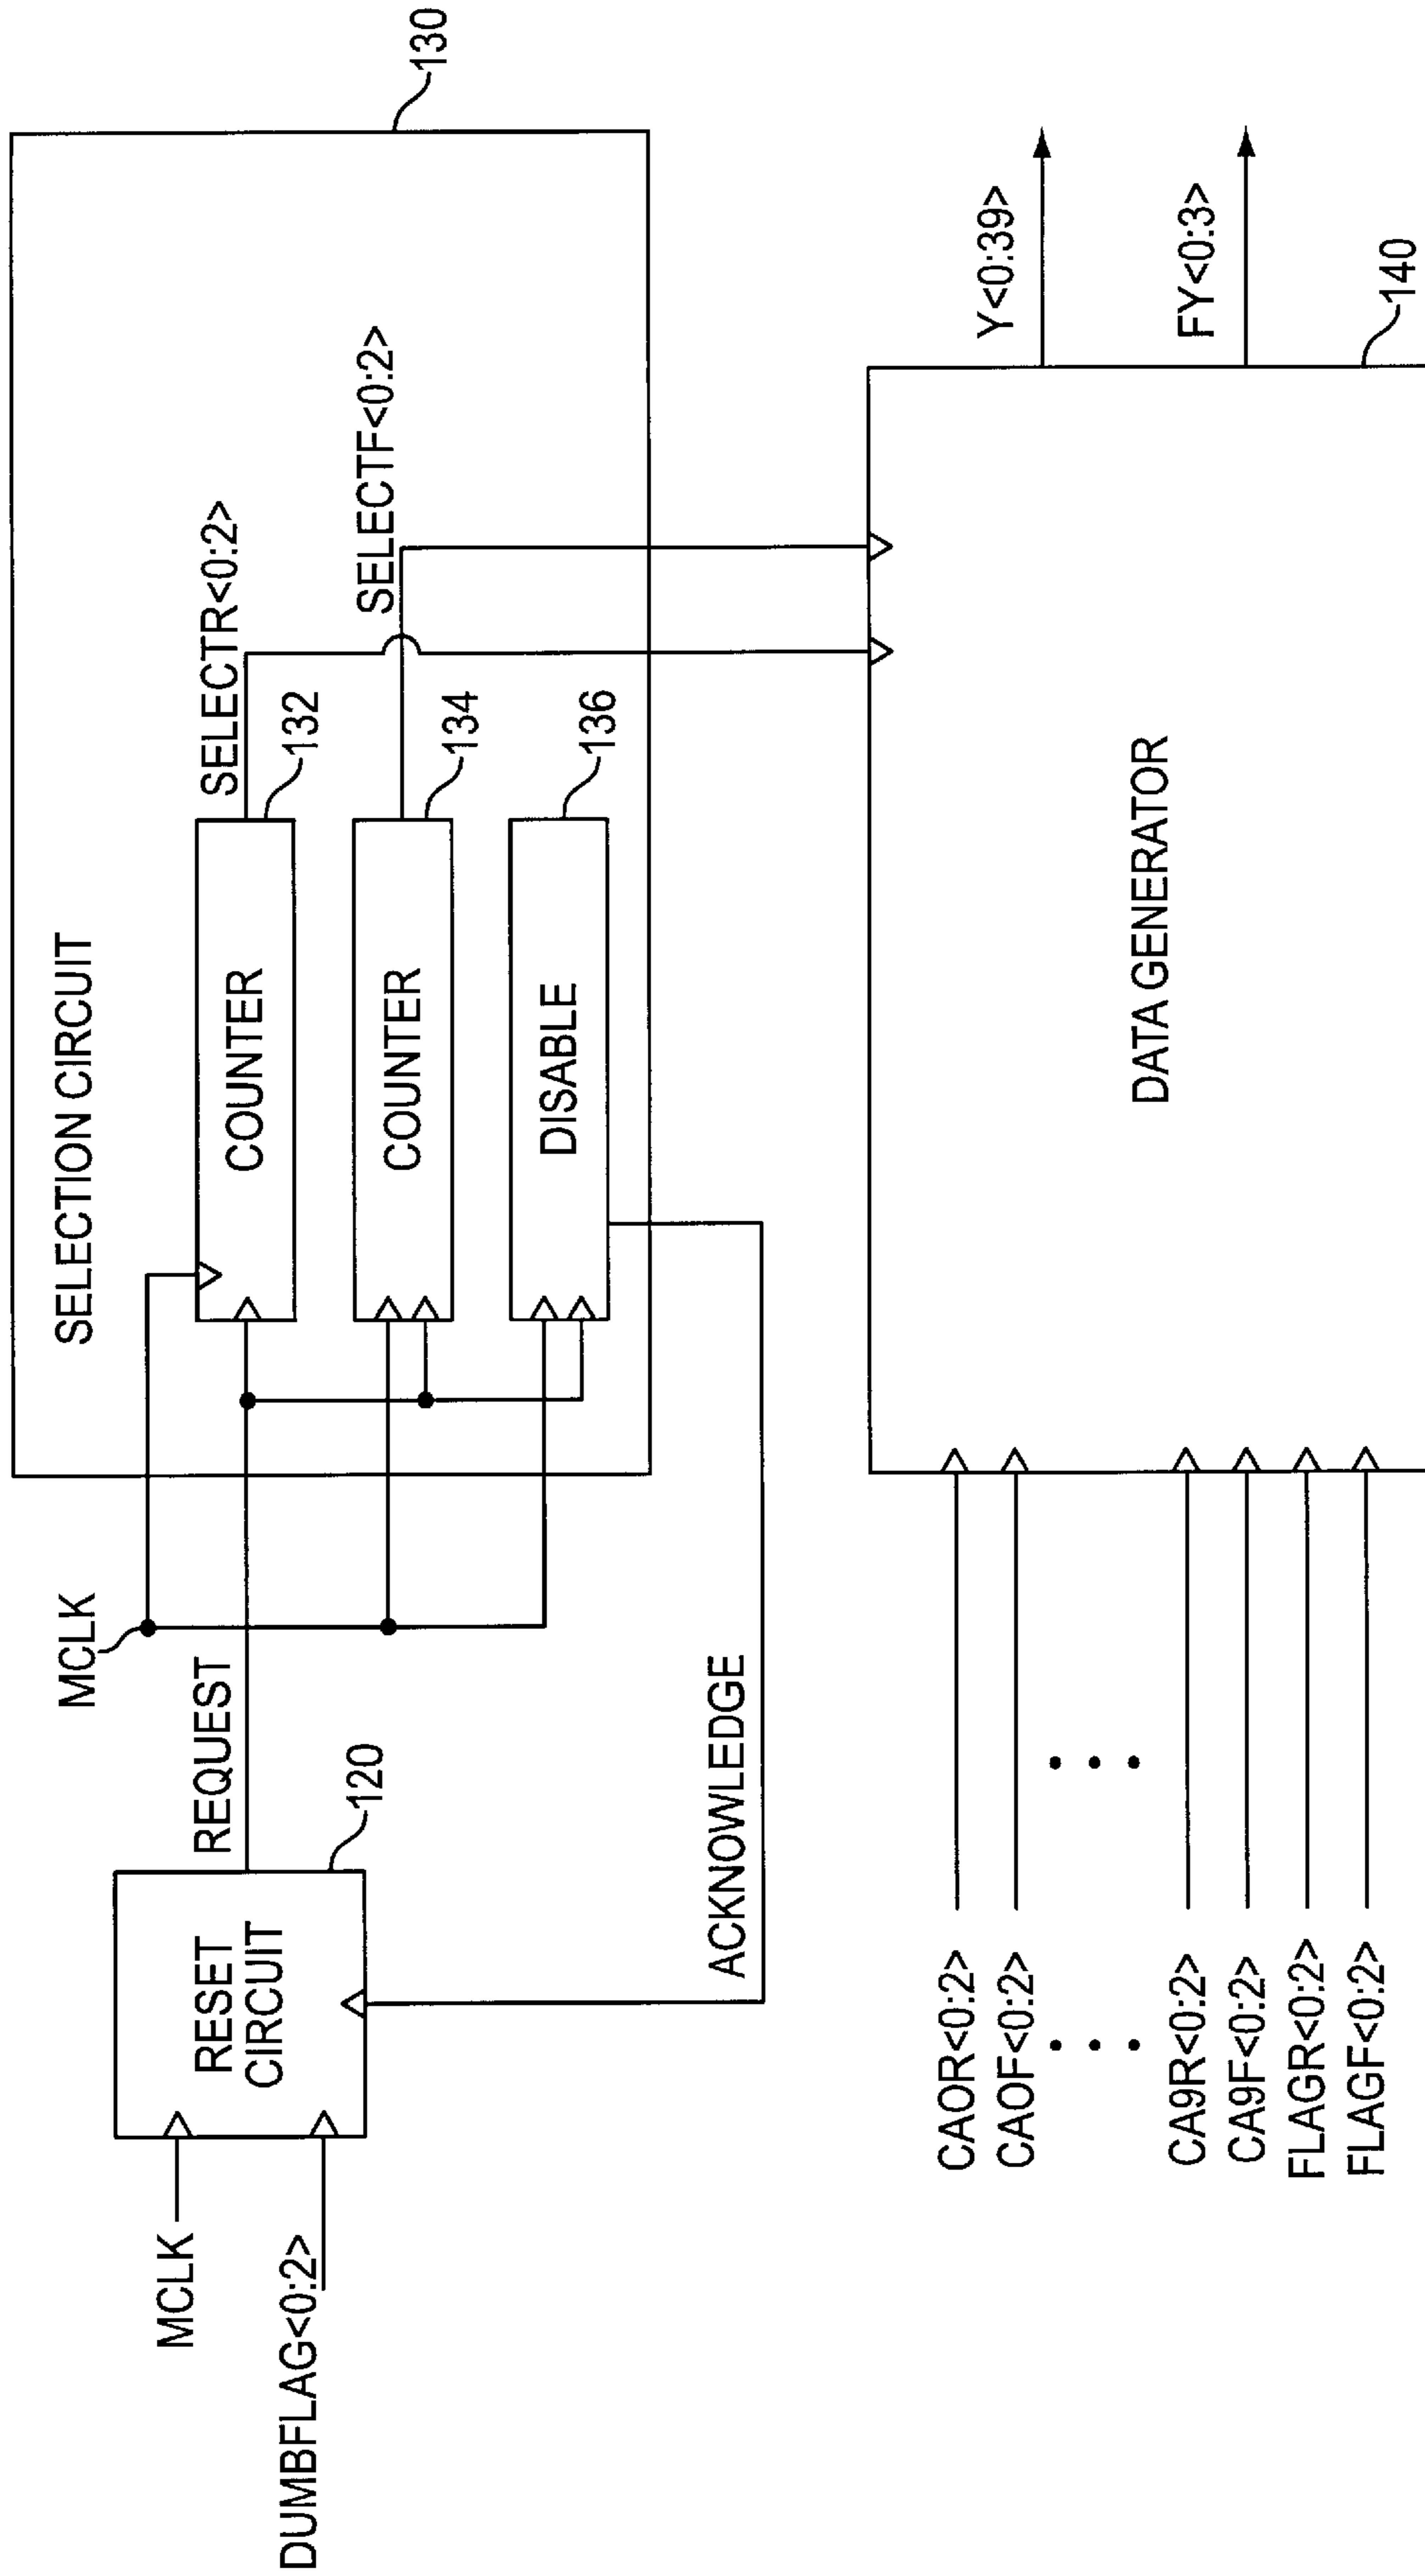 SELECTION CIRCUIT
130
MCLK
REQUEST
COUNTER
SELECTR<0:2>
132
COUNTER
SELECTF<0:2>
134
DISABLE
136
RESET
CIRCUIT
120
MCLK
DUMBFLAG<0:2>
ACKNOWLEDGE
CAOR<0:2>
CAOF<0:2>
CA9R<0:2>
CA9F<0:2>
FLAGR<0:2>
FLAGF<0:2>
DATA GENERATOR
Y<0:39>
FY<0:3>
140